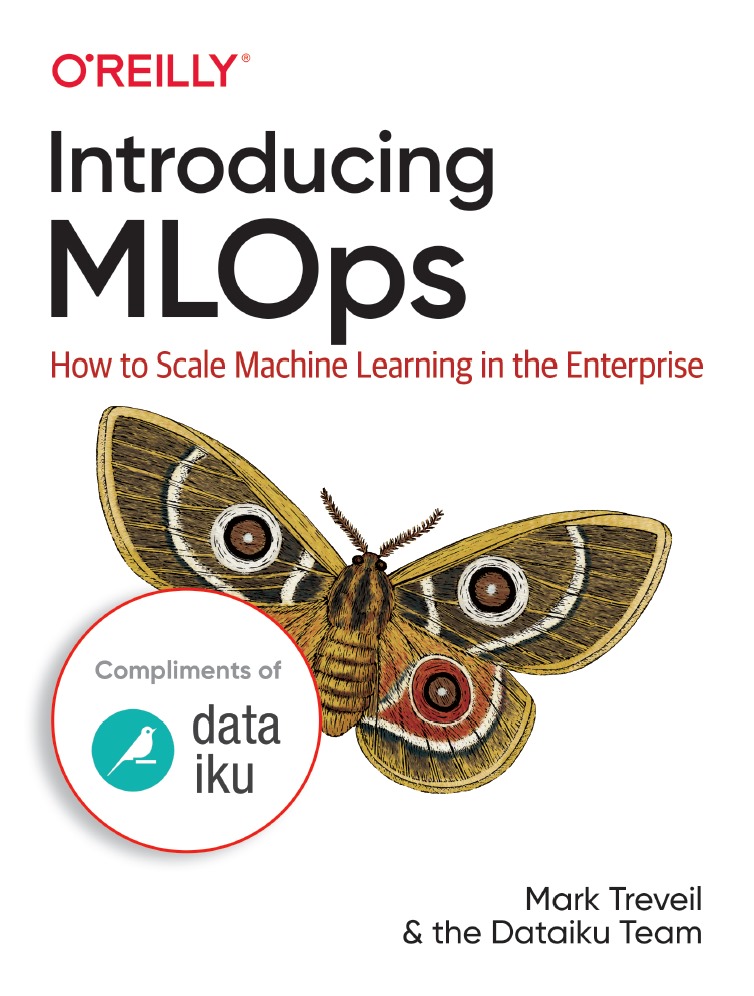 O'REILLY®
Introducing
MLOps
How to Scale Machine Learning in the Enterprise
Compliments of
data
iku
Mark Treveil
& the Dataiku Team